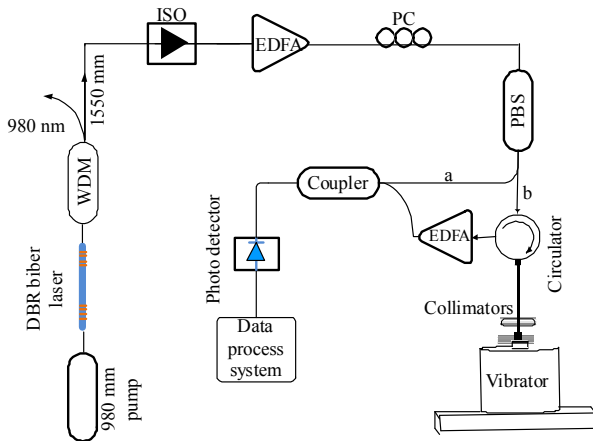 ISO
EDFA
PC
PBS
1550 mm
980 nm
WDM
a
b
Coupler
EDFA
Circulator
Photo detector
DBR biber
laser
Collimators
Data
process
system
Vibrator
980 mm
pump